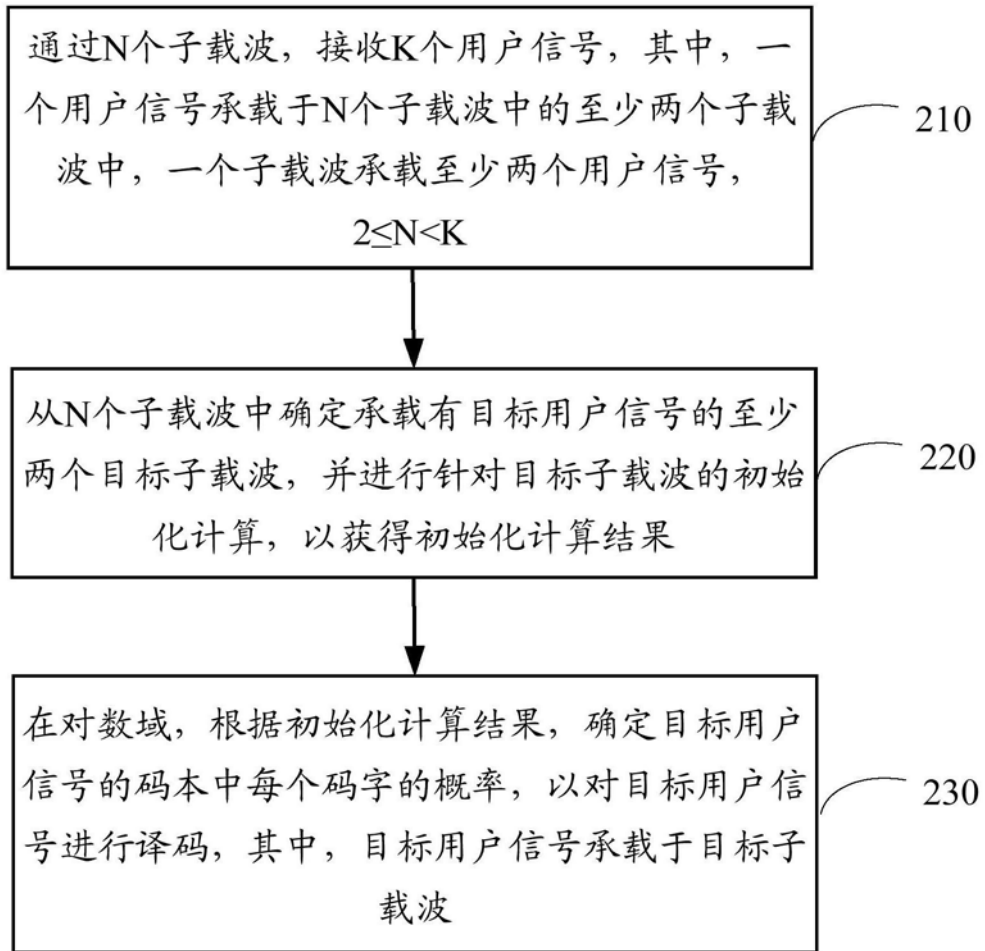 通过N个子载波，接收K个用户信号，其中，一
个用户信号承载于N个子载波中的至少两个子载
波中，一个子载波承载至少两个用户信号，
2≤N<K
210
从N个子载波中确定承载有目标用户信号的至少
两个目标子载波，并进行针对目标子载波的初始
化计算，以获得初始化计算结果
220
在对数域，根据初始化计算结果，确定目标用户
信号的码本中每个码字的概率，以对目标用户信
号进行译码，其中，目标用户信号承载于目标子
载波
230